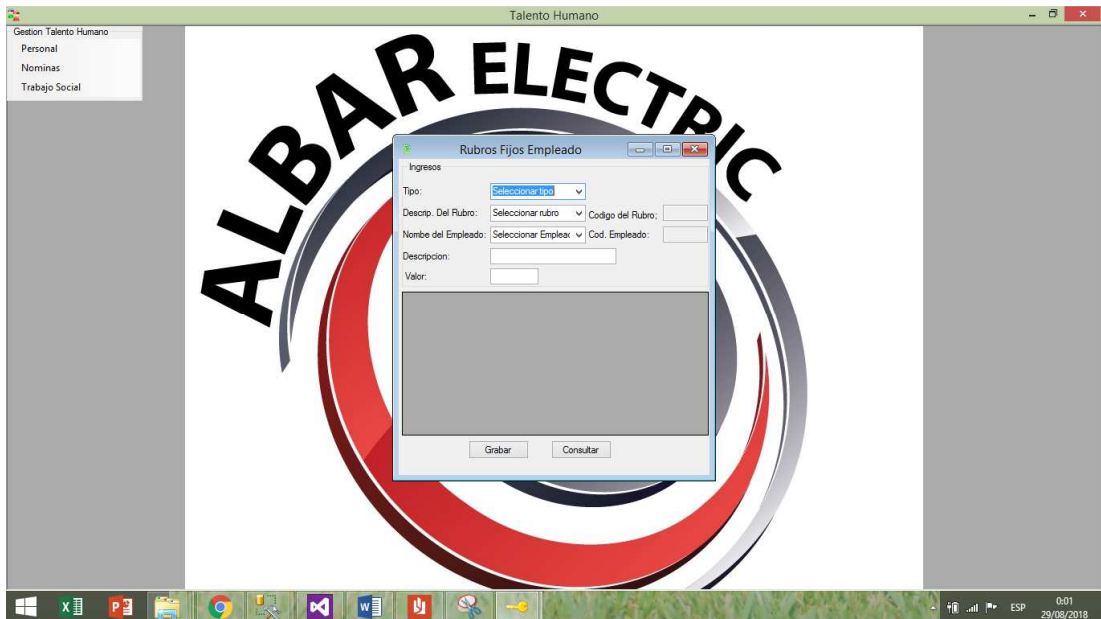 Talento Humano
Gestion Talento Humano
Personal
Nominas
Trabajo Social
ALBAR ELECTRIC
Rubros Fijos Empleado
Ingresos
Tipo: Seleccionar tipo
Descrip. Del Rubro: Seleccionar rubro Codigo del Rubro:
Nombe del Empleado: Seleccionar Empleac Cod. Empleado:
Descripcion:
Valor:
Grabar Consultar
ESP 0:01
29/08/2018